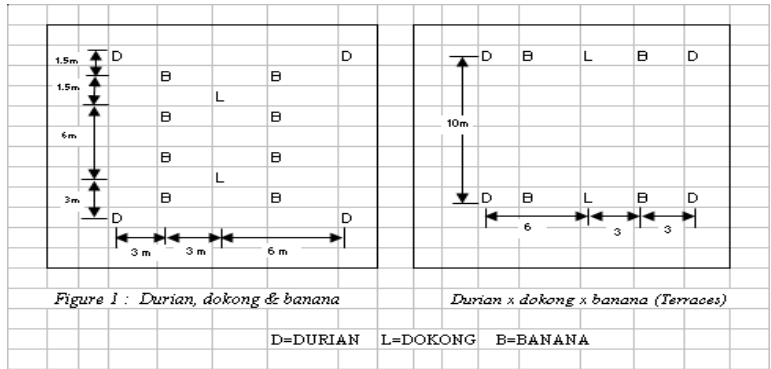 D D D B L B D
1.5m
B B
1.5m
L
B B 10m
6m
B B
L
3m B B D B L B D
D D 6 3 3
3 m 3 m 6 m
Figure 1 : Durian, dokong & banana Durian x dokong x banana (Terraces)
D=DURIAN L=DOKONG B=BANANA